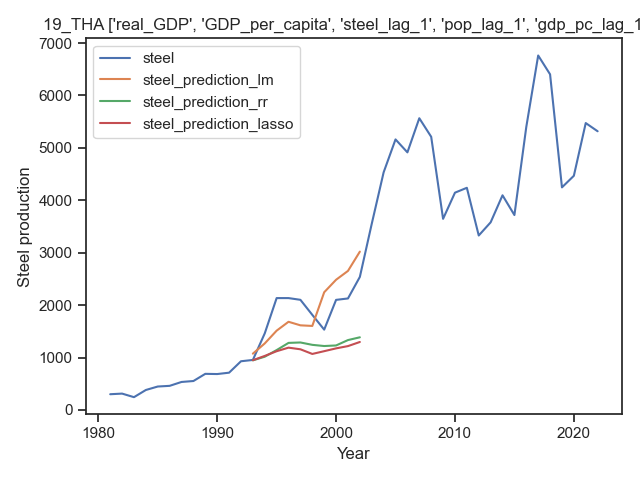 19_THA ['real_GDP', 'GDP_per_capita', 'steel_lag_1', 'pop_lag_1', 'gdp_pc_lag_1
7000
6000
5000
4000
3000
2000
1000
0
Steel production
steel
steel_prediction_lm
steel_prediction_rr
steel_prediction_lasso
1980
1990
2000
2010
2020
Year